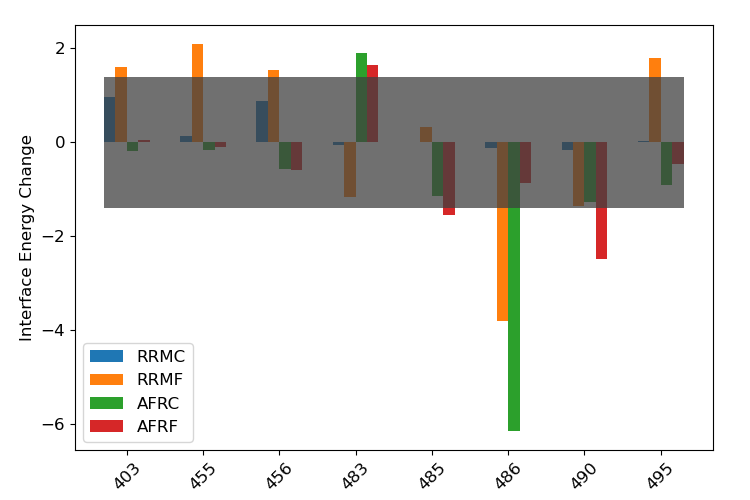 Interface Energy Change
2
0
−2
−4
−6
RRMC
RRMF
AFRC
AFRF
403 455 456 483 485 486 490 495